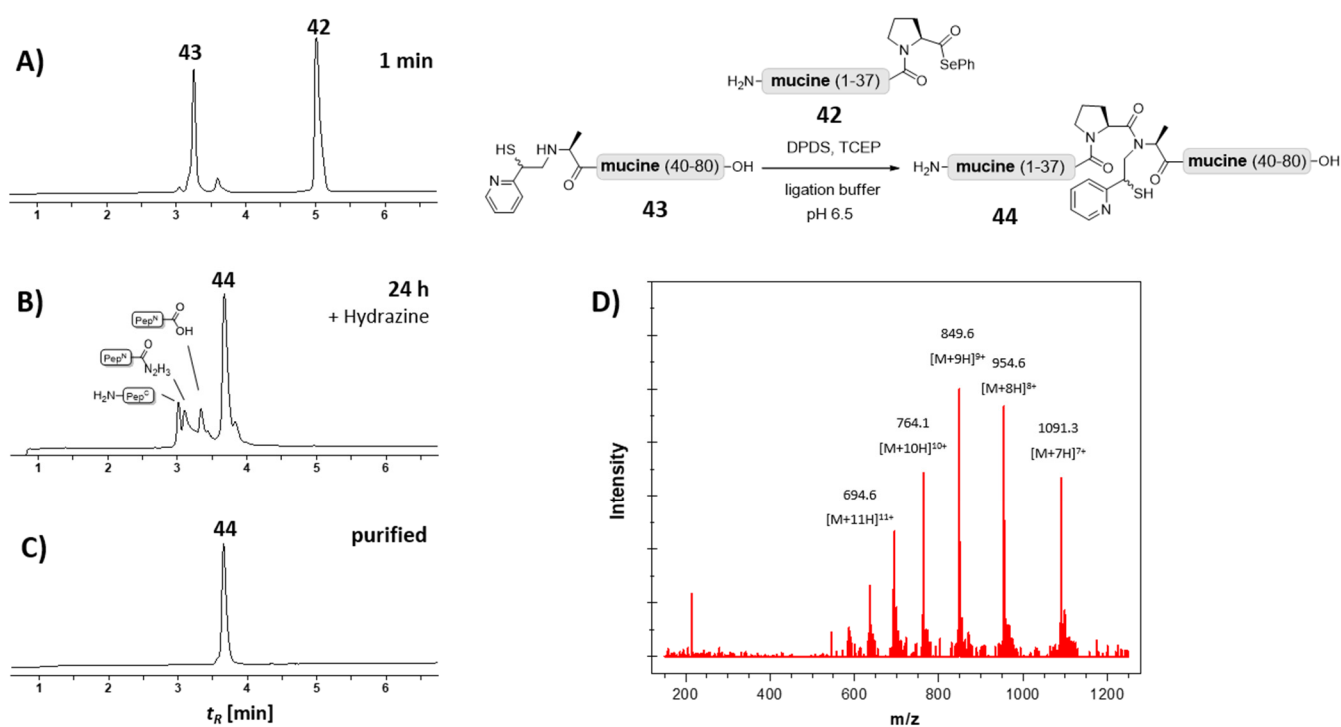 A)
43
42
1 min
1 2 3 4 5 6
B)
44
24 h
+ Hydrazine
Pepᴺ
O
OH
Pepᴺ
O
N₂H₃
H₂N
Pepᶜ
1 2 3 4 5 6
C)
44
purified
1 2 3 4 5 6
tR [min]
N
O
SePh
O
H₂N
mucine (1-37)
42
HS
HN
N
O
mucine (40-80)
OH
43
DPDS, TCEP
ligation buffer
pH 6.5
N
O
N
O
O
H₂N
mucine (1-37)
SH
N
mucine (40-80)
OH
44
D)
Intensity
849.6
[M+9H]⁹⁺
954.6
[M+8H]⁸⁺
764.1
[M+10H]¹⁰⁺
1091.3
[M+7H]⁷⁺
694.6
[M+11H]¹¹⁺
200 400 600 800 1000 1200
m/z